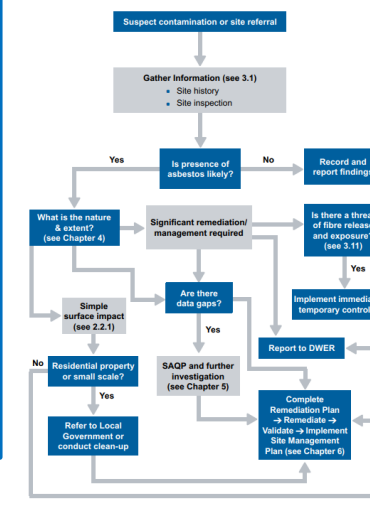 Suspect contamination or site referral
Gather Information (see 3.1)
• Site history
• Site inspection
Yes
Is presence of
asbestos likely?
No
Record and
report findings
What is the nature
& extent?
(see Chapter 4)
Significant remediation/
management required
Is there a threat
of fibre release
and exposure?
(see 3.11)
Yes
Simple
surface impact
(see 2.2.1)
Are there
data gaps?
Implement immedia
temporary control
Yes
Report to DWER
No
Residential property
or small scale?
SAQP and further
investigation
(see Chapter 5)
Yes
Complete
Remediation Plan
→ Remediate →
Validate → Implement
Site Management
Plan (see Chapter 6)
Refer to Local
Government or
conduct clean-up